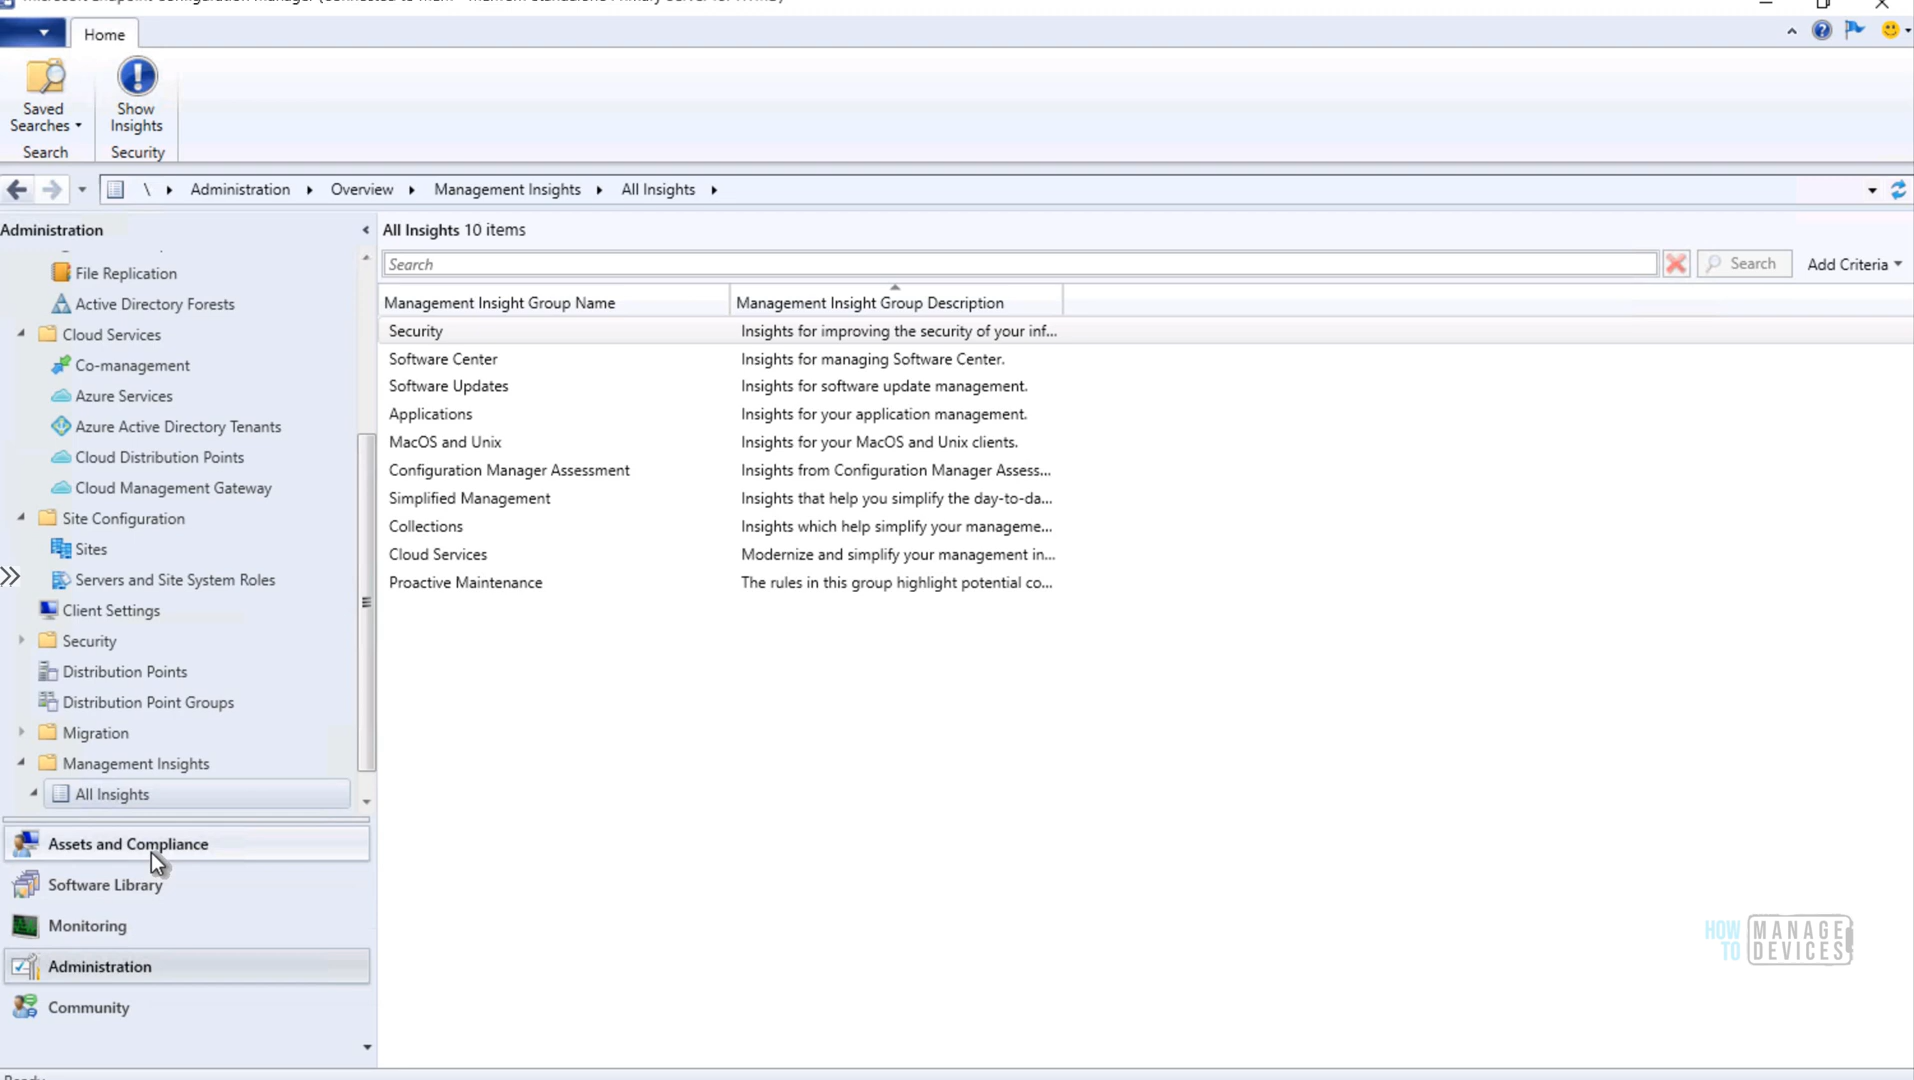 Home
Saved
Searches
Search
Show
Insights
Security
\ Administration Overview Management Insights All Insights
Administration
File Replication
Active Directory Forests
Cloud Services
Co-management
Azure Services
Azure Active Directory Tenants
Cloud Distribution Points
Cloud Management Gateway
Site Configuration
Sites
Servers and Site System Roles
Client Settings
Security
Distribution Points
Distribution Point Groups
Migration
Management Insights
All Insights
Assets and Compliance
Software Library
Monitoring
Administration
Community
All Insights 10 items
Search
Search
Add Criteria
Management Insight Group Name Management Insight Group Description
Security Insights for improving the security of your inf...
Software Center Insights for managing Software Center.
Software Updates Insights for software update management.
Applications Insights for your application management.
MacOS and Unix Insights for your MacOS and Unix clients.
Configuration Manager Assessment Insights from Configuration Manager Assess...
Simplified Management Insights that help you simplify the day-to-da...
Collections Insights which help simplify your manageme...
Cloud Services Modernize and simplify your management in...
Proactive Maintenance The rules in this group highlight potential co...
HOW TO MANAGE DEVICES